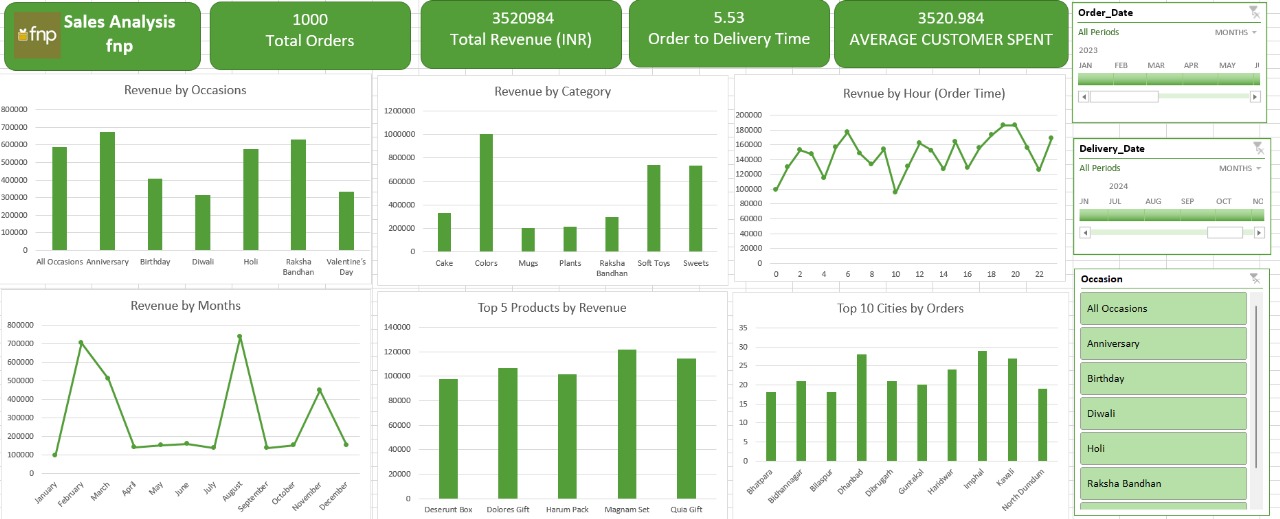 fnp
Sales Analysis
fnp
1000
Total Orders
3520984
Total Revenue (INR)
5.53
Order to Delivery Time
3520.984
AVERAGE CUSTOMER SPENT
Order_Date
All Periods
MONTHS
2023
JAN FEB MAR APR MAY
Revenue by Occasions
800000
700000
600000
500000
400000
300000
200000
100000
0
All Occasions Anniversary Birthday Diwali Holi Raksha Bandhan Valentine's Day
Revenue by Category
1200000
1000000
800000
600000
400000
200000
0
Cake Colors Mugs Plants Raksha Bandhan Soft Toys Sweets
Revnue by Hour (Order Time)
200000
180000
160000
140000
120000
100000
80000
60000
40000
20000
0
0 2 4 6 8 10 12 14 16 18 20 22
Delivery_Date
All Periods
MONTHS
2024
JN JUL AUG SEP OCT NO
Revenue by Months
800000
700000
600000
500000
400000
300000
200000
100000
0
January February March April May June July August September October November December
Top 5 Products by Revenue
140000
120000
100000
80000
60000
40000
20000
0
Deserunt Box Dolores Gift Harum Pack Magnam Set Quia Gift
Top 10 Cities by Orders
35
30
25
20
15
10
5
0
Bhatpara Bidhannagar Bilaspur Dhanbad Dibrugarh Guntakal Haridwar Imphal Kavali North Dumdum
Occasion
All Occasions
Anniversary
Birthday
Diwali
Holi
Raksha Bandhan